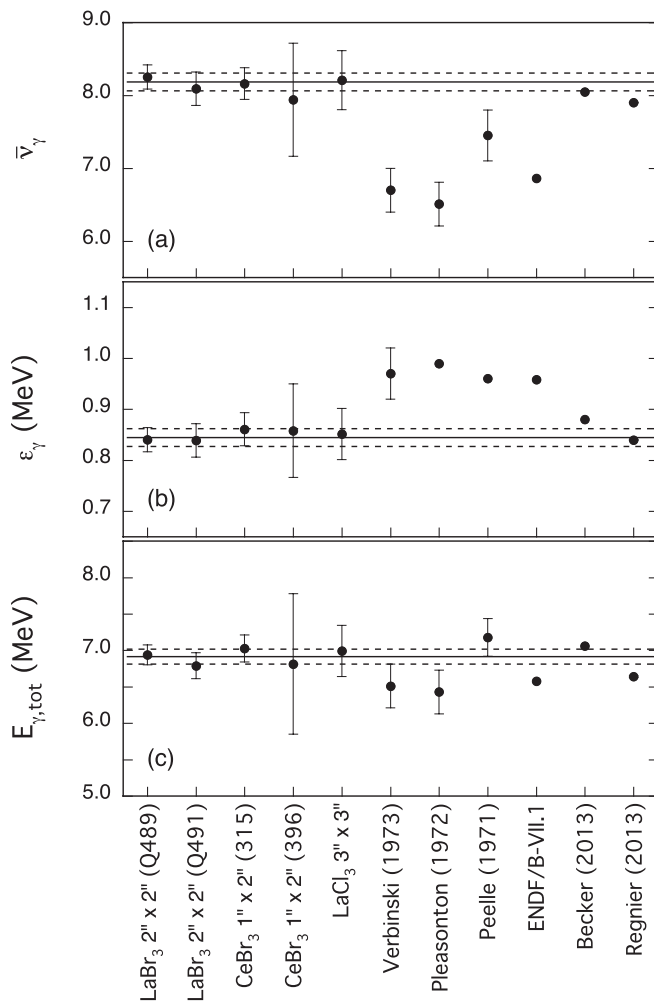 9.0
8.0
7.0
6.0
ν̄γ
(a)
1.1
1.0
0.9
0.8
0.7
εγ (MeV)
(b)
8.0
7.0
6.0
5.0
Eγ,tot (MeV)
(c)
LaBr₃ 2" x 2" (Q489)
LaBr₃ 2" x 2" (Q491)
CeBr₃ 1" x 2" (315)
CeBr₃ 1" x 2" (396)
LaCl₃ 3" x 3"
Verbinski (1973)
Pleasonton (1972)
Peelle (1971)
ENDF/B-VII.1
Becker (2013)
Regnier (2013)